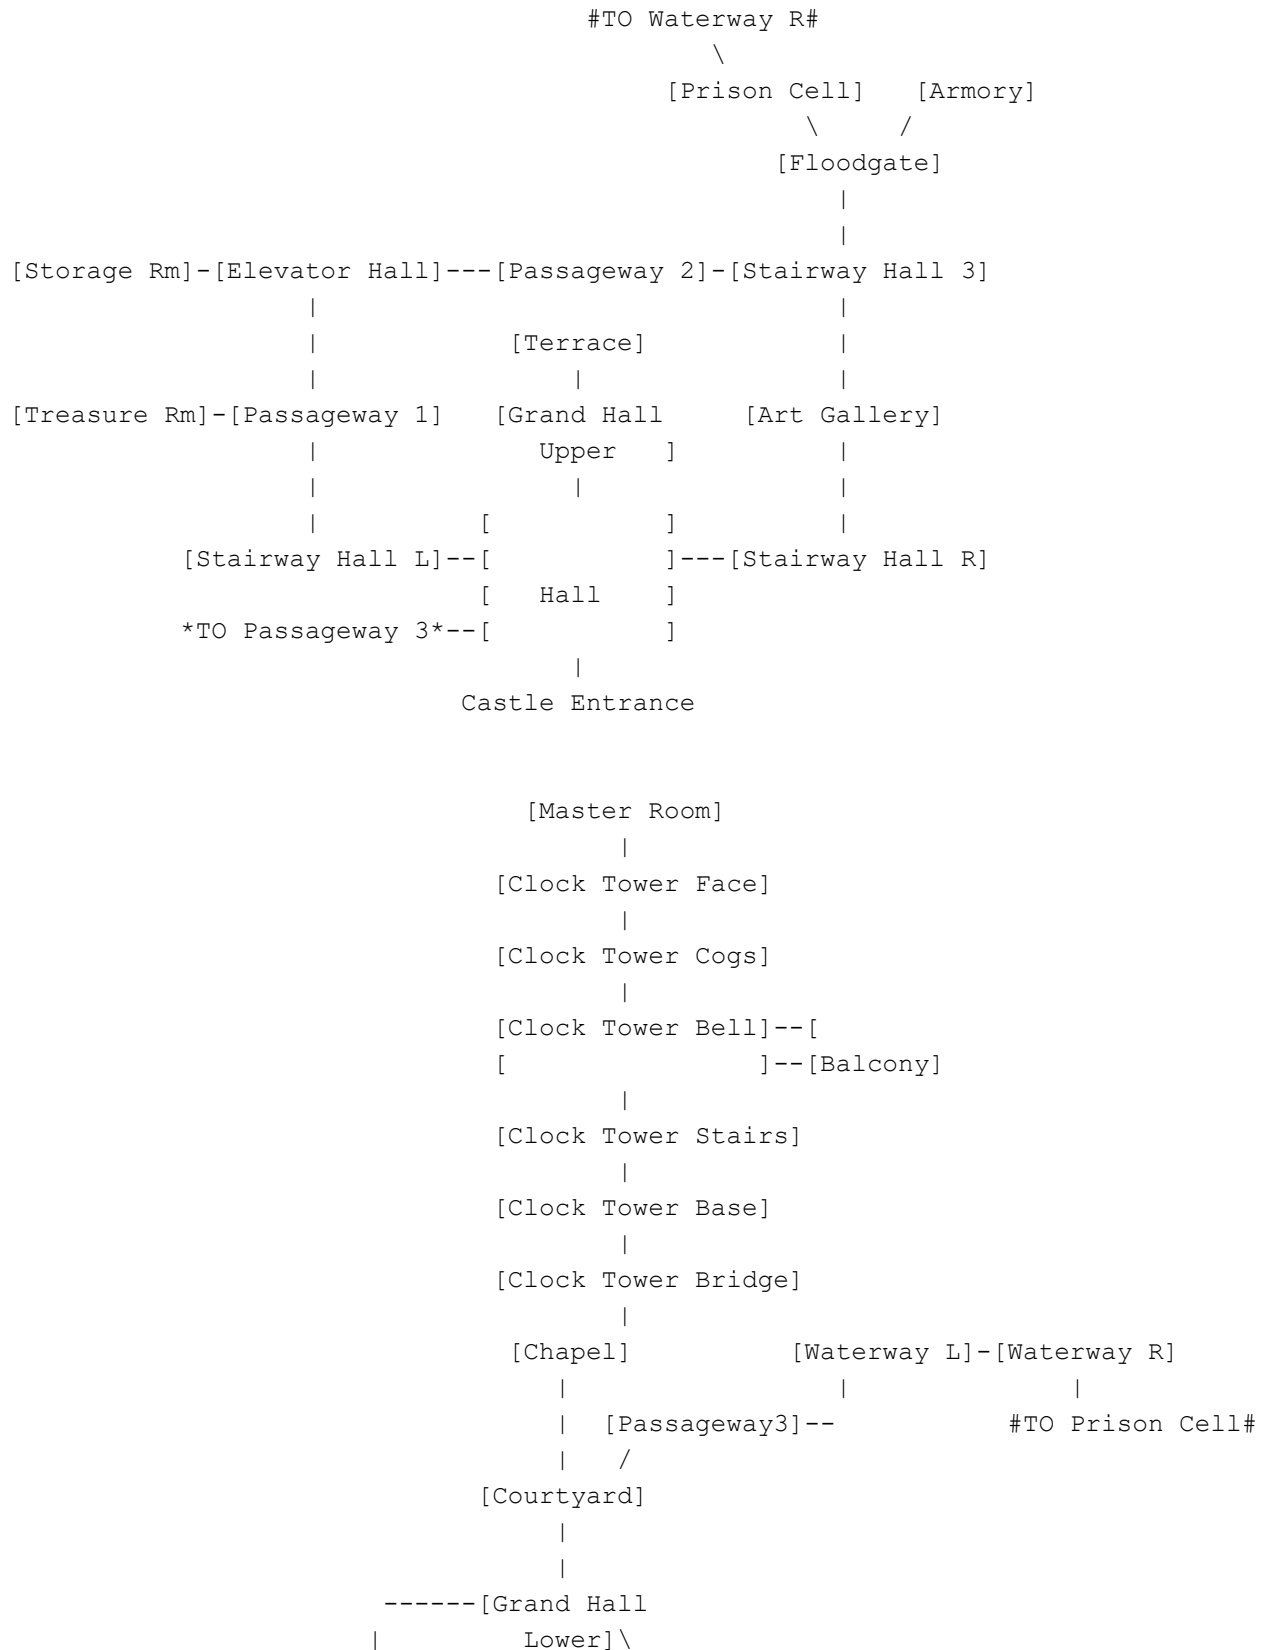 #TO Waterway R#
\
[Prison Cell]   [Armory]
\     /
[Floodgate]
|
|
[Storage Rm]-[Elevator Hall]---[Passageway 2]-[Stairway Hall 3]
|                                    |
|             [Terrace]             |
|                 |                 |
[Treasure Rm]-[Passageway 1]   [Grand Hall     [Art Gallery]
|               Upper   ]           |
|                 |                 |
|           [            ]           |
[Stairway Hall L]--[            ]---[Stairway Hall R]
[   Hall     ]
*TO Passageway 3*--[            ]
|
Castle Entrance
[Master Room]
|
[Clock Tower Face]
|
[Clock Tower Cogs]
|
[Clock Tower Bell]--[
[                 ]--[Balcony]
|
[Clock Tower Stairs]
|
[Clock Tower Base]
|
[Clock Tower Bridge]
|
[Chapel]           [Waterway L]-[Waterway R]
|                  |               |
|  [Passageway3]--            #TO Prison Cell#
|   /
[Courtyard]
|
|
------[Grand Hall
|          Lower]\